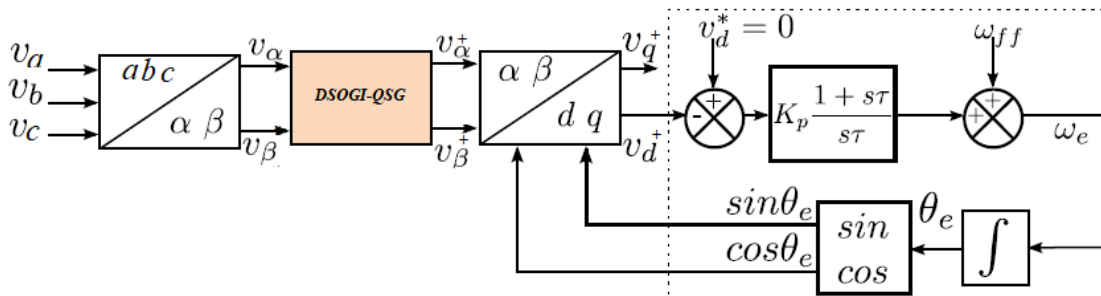 v_a
v_b
v_c
abc
α β
v_α
v_β
DSOGI-QSG
v_α^+
v_β^+
α β
d q
v_q^+
v_d^+
v_d^* = 0
+
-
K_p (1 + sτ)/(sτ)
ω_ff
+
+
ω_e
sinθ_e
cosθ_e
sin
cos
θ_e
∫